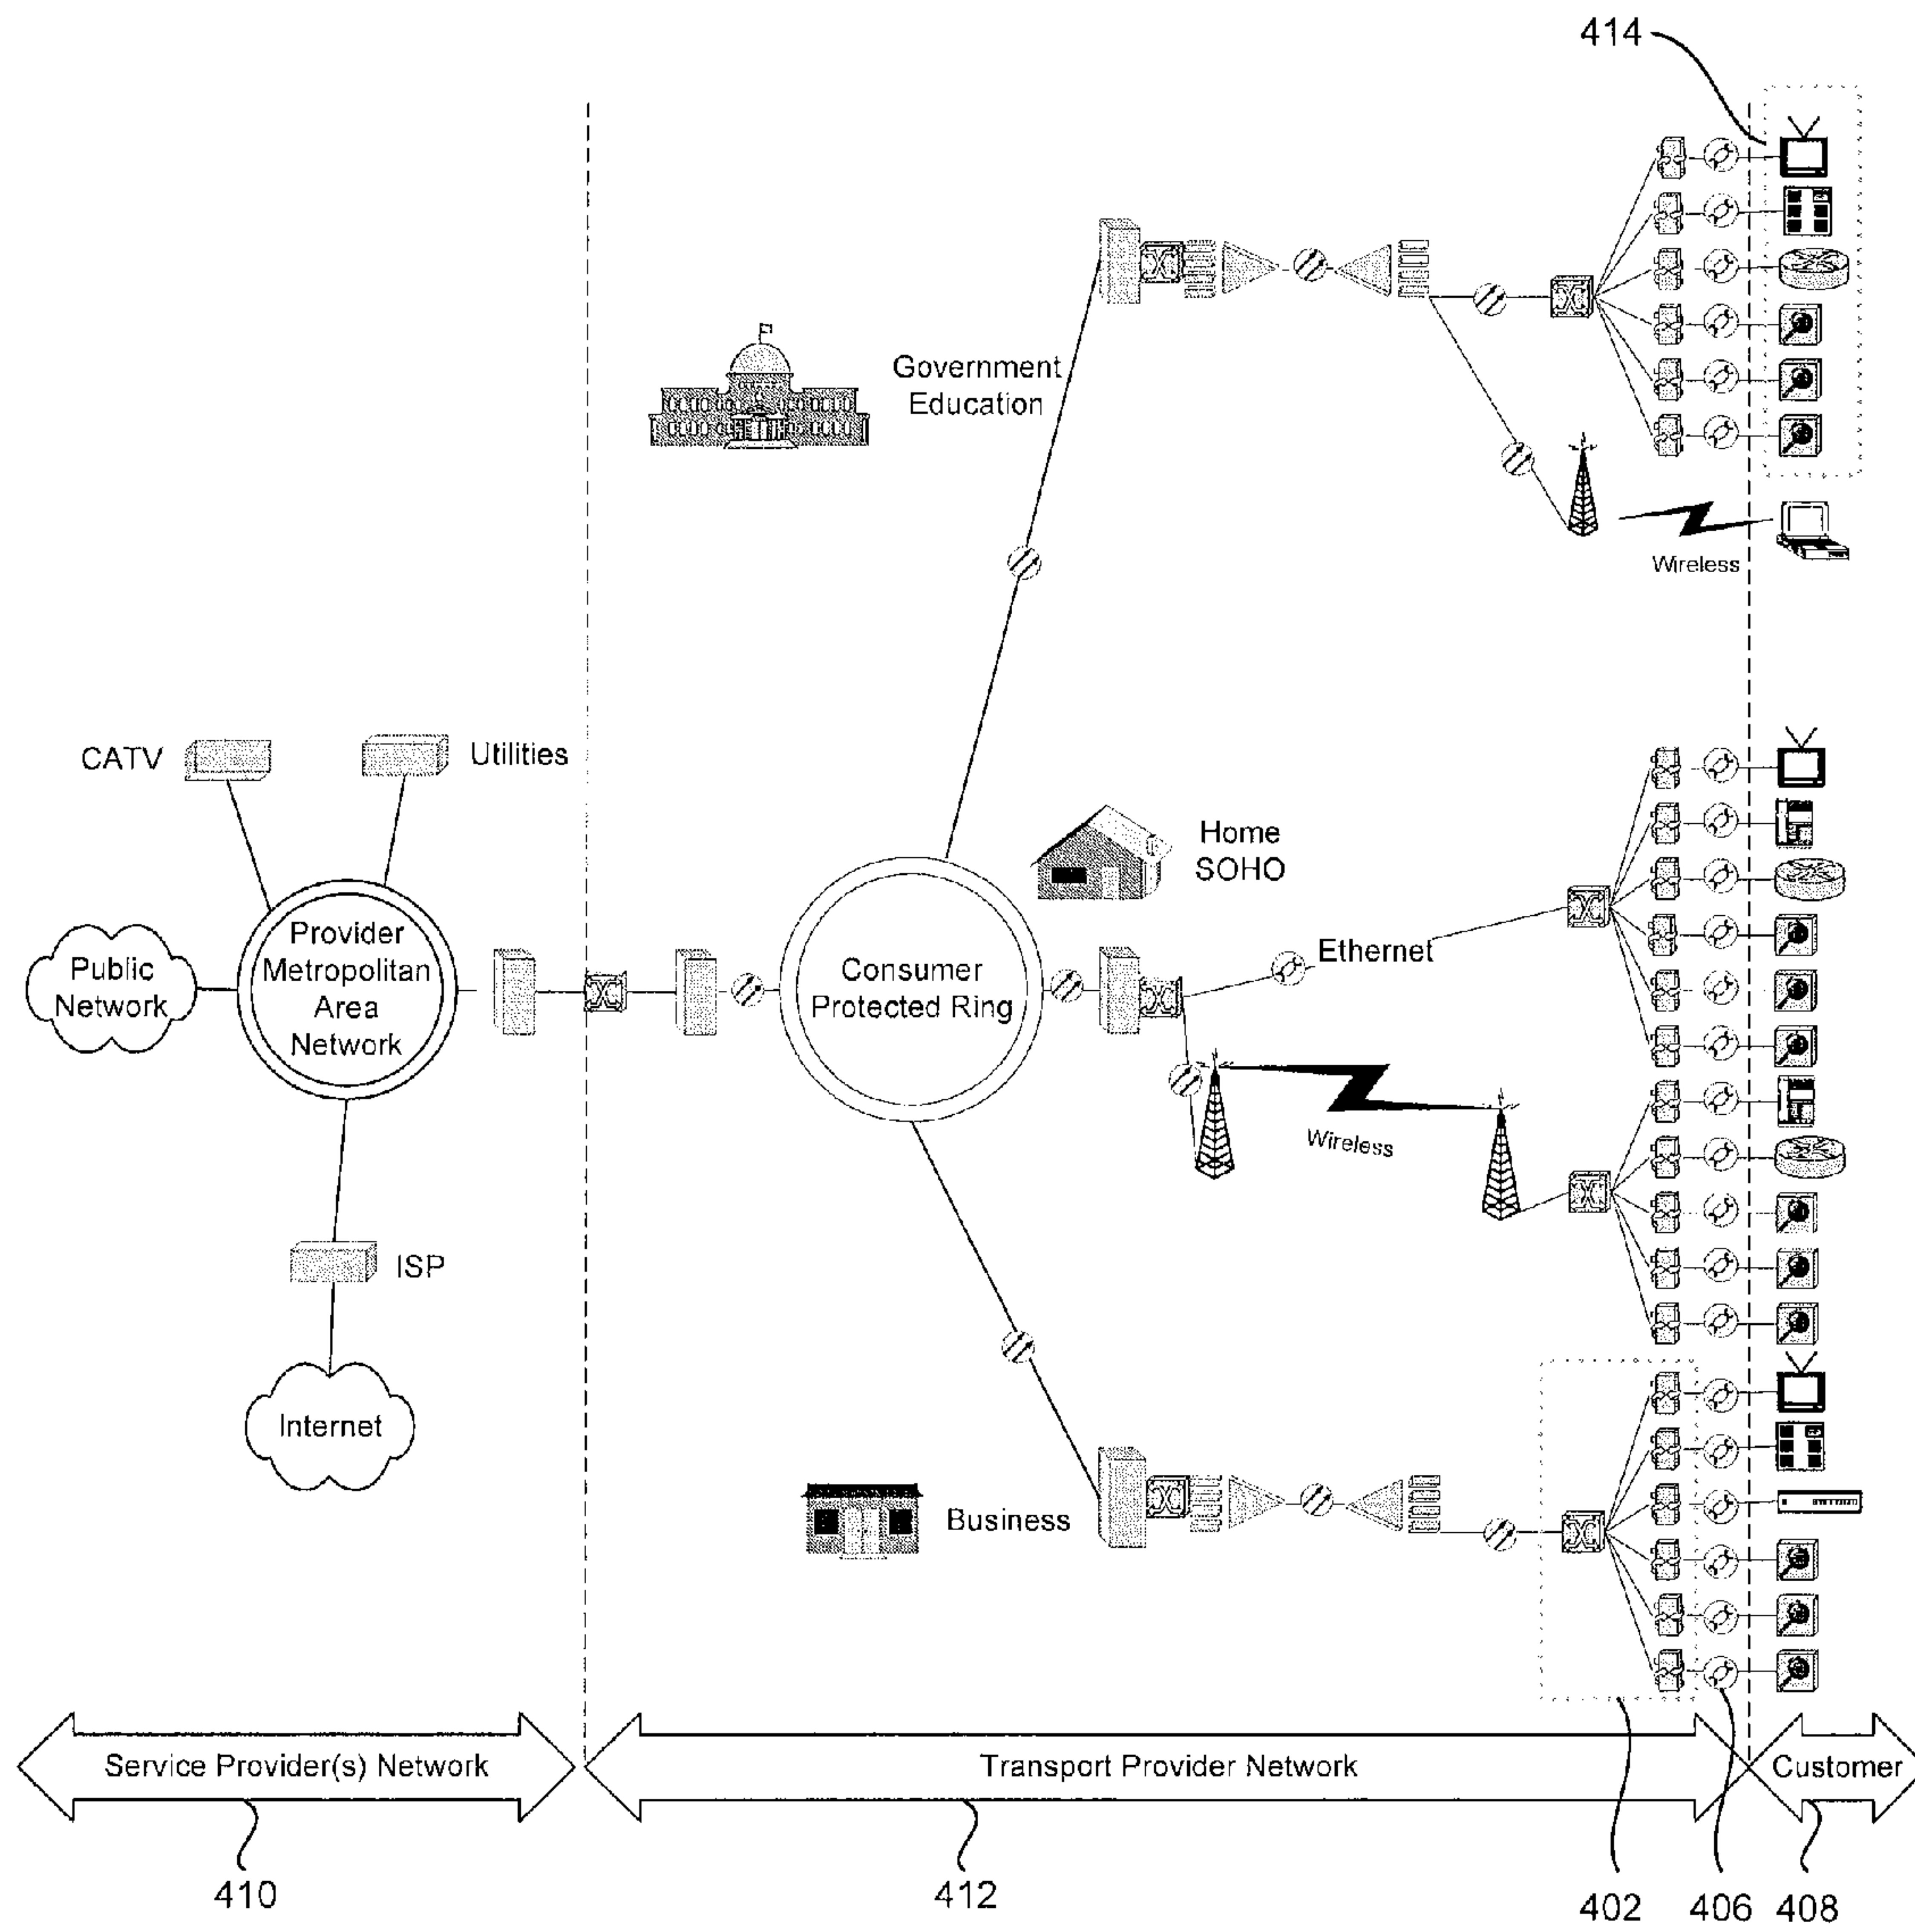 414
Government
Education
Wireless
CATV
Utilities
Home
SOHO
Provider
Metropolitan
Area
Network
Public
Network
Consumer
Protected Ring
Ethernet
Wireless
ISP
Internet
Business
Service Provider(s) Network
Transport Provider Network
Customer
410
412
402
406
408